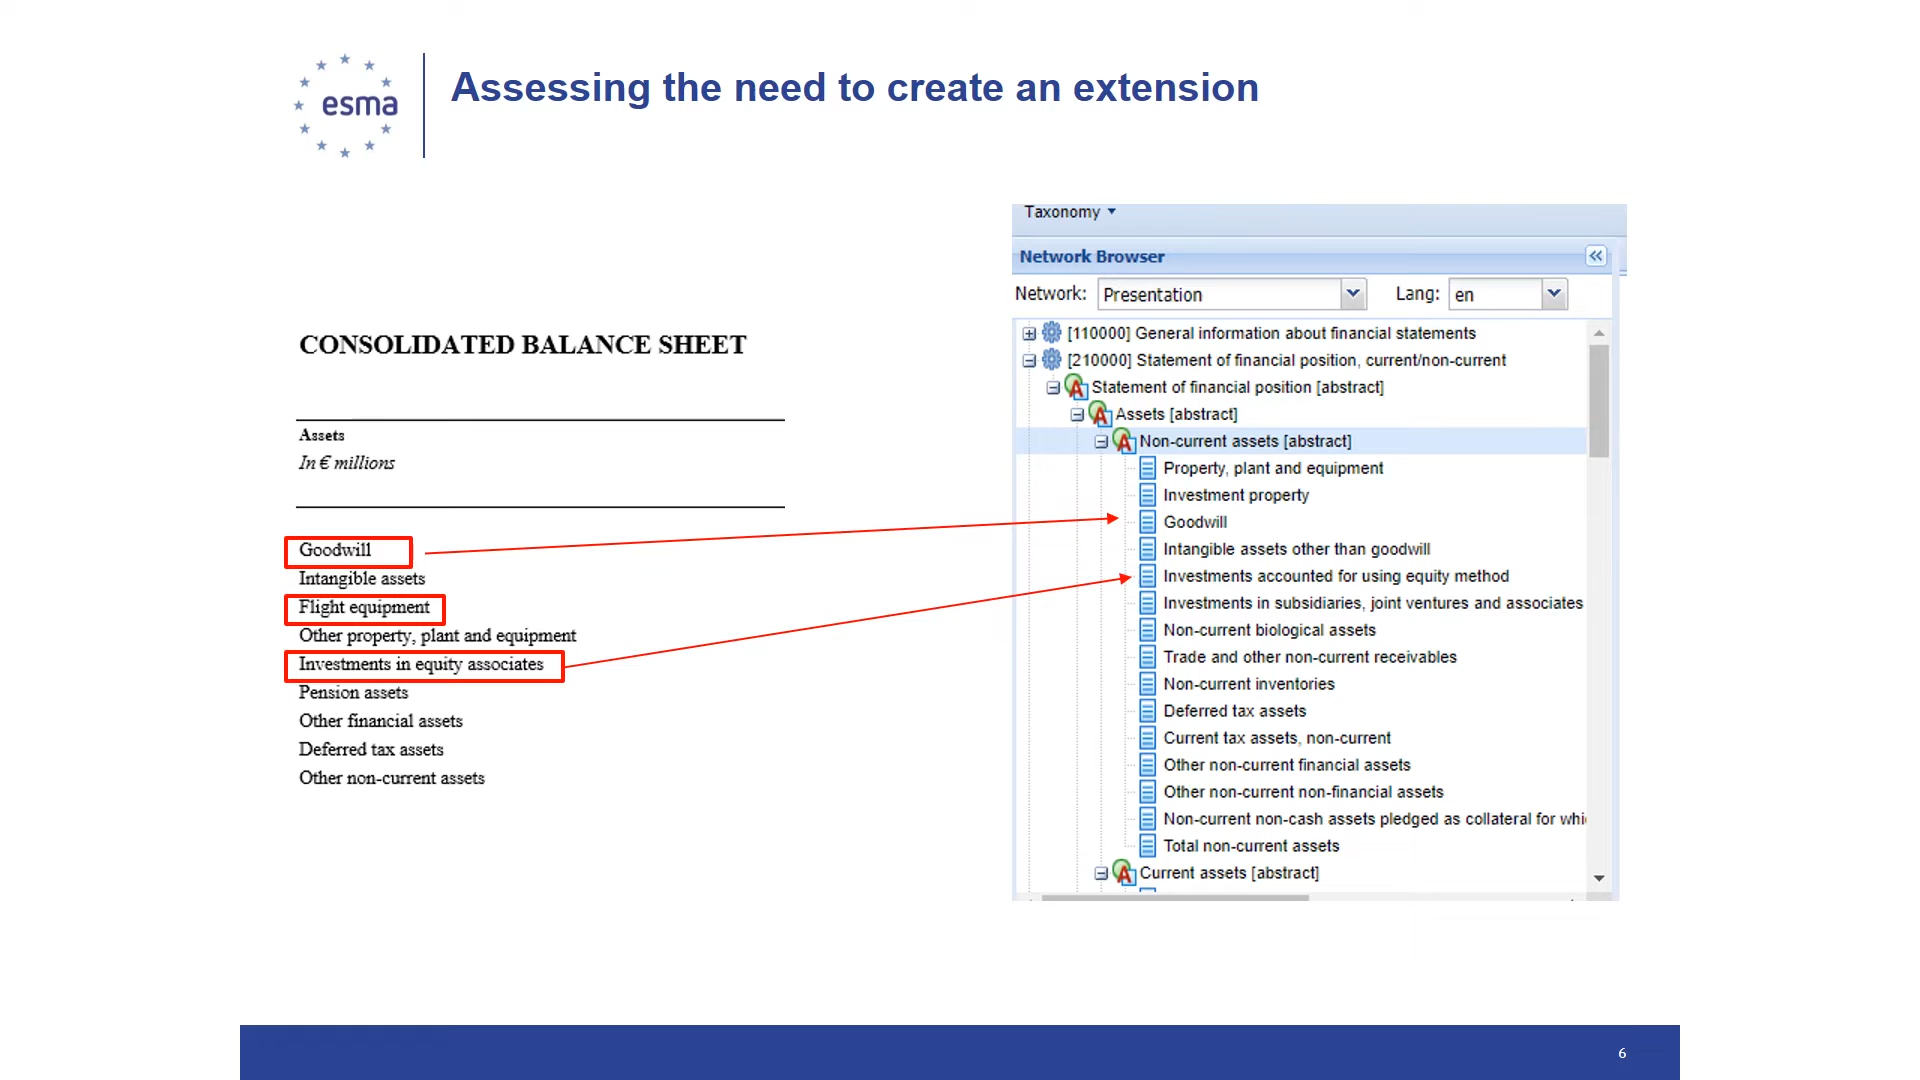 esma
Assessing the need to create an extension
CONSOLIDATED BALANCE SHEET
Assets
In € millions
Goodwill
Intangible assets
Flight equipment
Other property, plant and equipment
Investments in equity associates
Pension assets
Other financial assets
Deferred tax assets
Other non-current assets
Taxonomy
Network Browser
Network: Presentation Lang: en
[110000] General information about financial statements
[210000] Statement of financial position, current/non-current
Statement of financial position [abstract]
Assets [abstract]
Non-current assets [abstract]
Property, plant and equipment
Investment property
Goodwill
Intangible assets other than goodwill
Investments accounted for using equity method
Investments in subsidiaries, joint ventures and associates
Non-current biological assets
Trade and other non-current receivables
Non-current inventories
Deferred tax assets
Current tax assets, non-current
Other non-current financial assets
Other non-current non-financial assets
Non-current non-cash assets pledged as collateral for whi
Total non-current assets
Current assets [abstract]
6